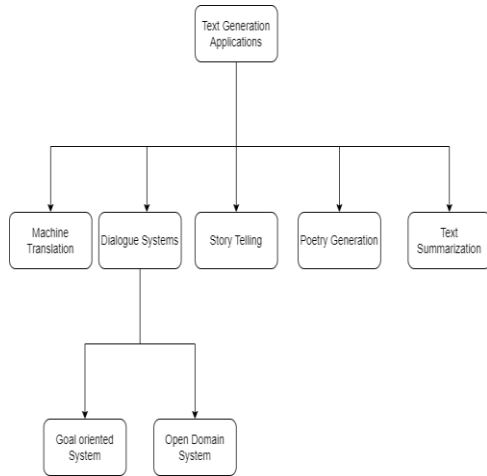 Text Generation
Applications
Machine
Translation
Dialogue Systems
Story Telling
Poetry Generation
Text
Summarization
Goal oriented
System
Open Domain
System